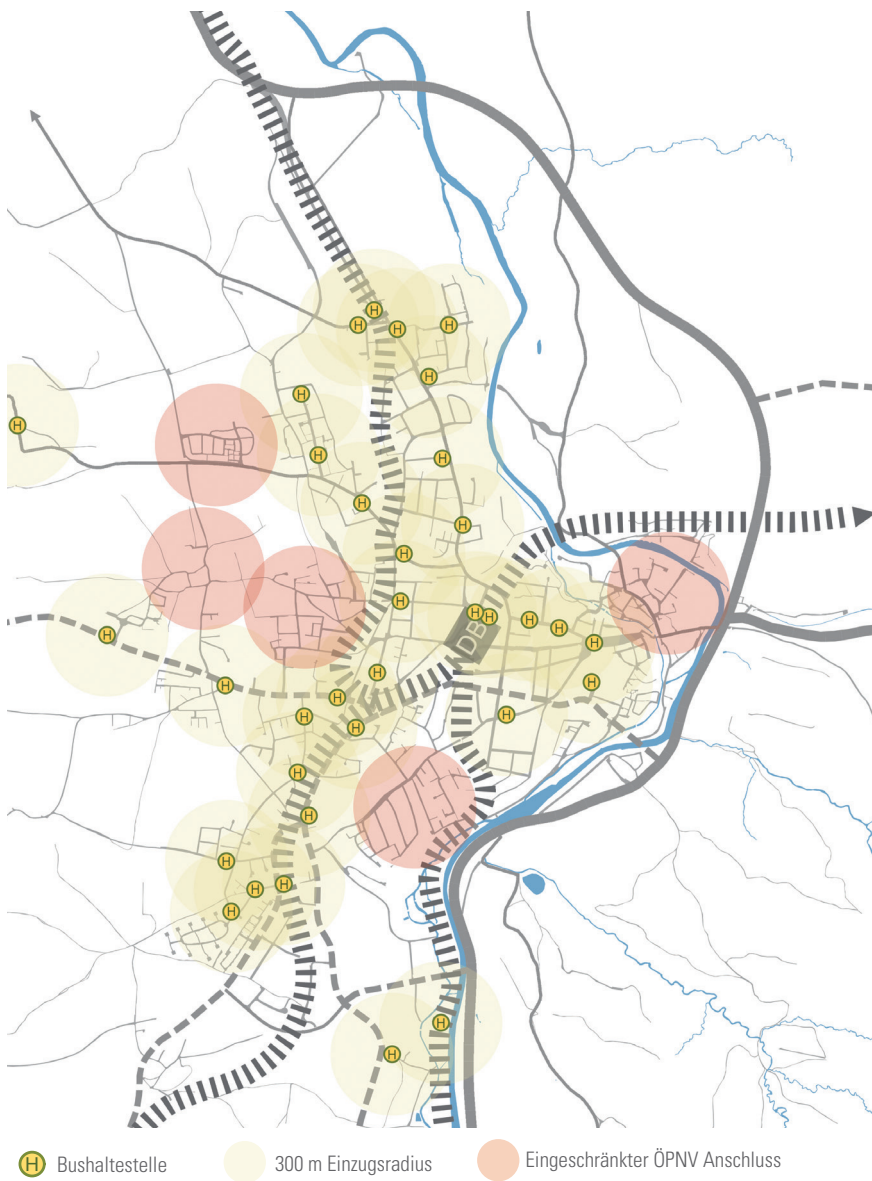 DB
H Bushaltestelle
300 m Einzugsradius
Eingeschränkter ÖPNV Anschluss